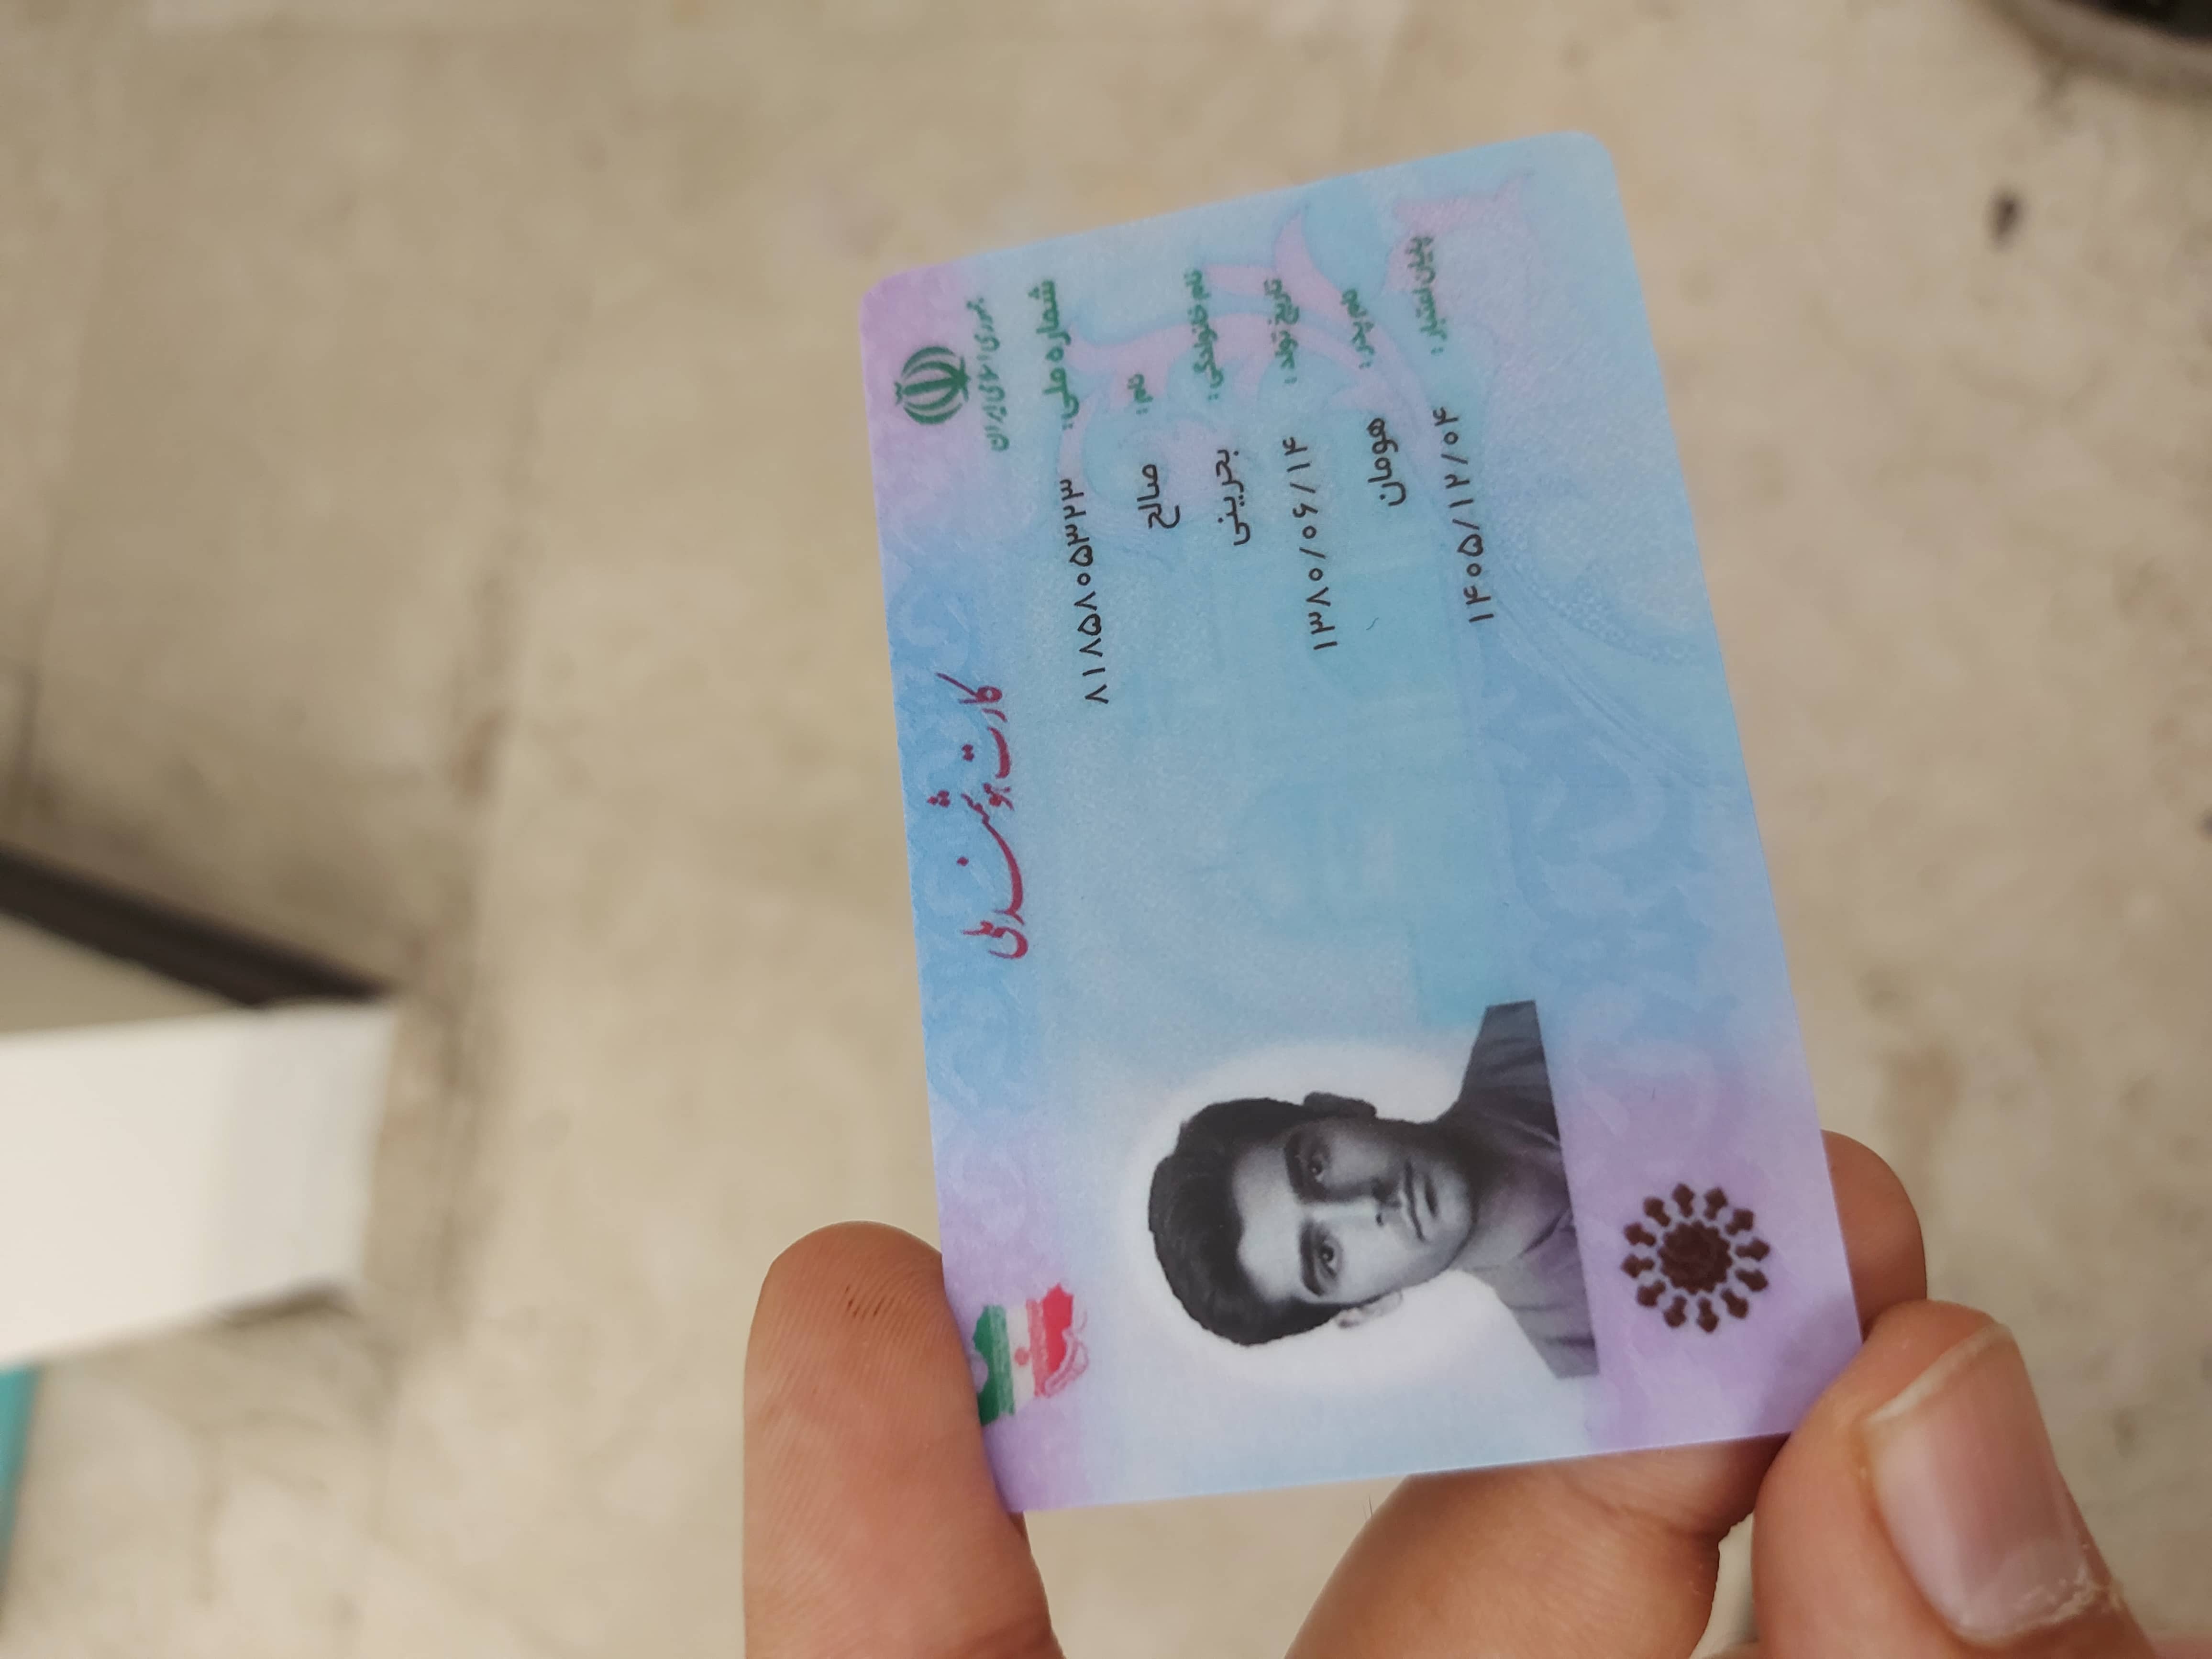 جمهوری اسلامی ایران
کارت هوشمند ملی
شماره ملی: ۸۱۸۵۸۰۵۳۲۳
نام: صالح
نام خانوادگی: بحرینی
تاریخ تولد: ۱۳۸۰/۰۶/۱۴
نام پدر: هومان
پایان اعتبار: ۱۴۰۵/۱۲/۰۴